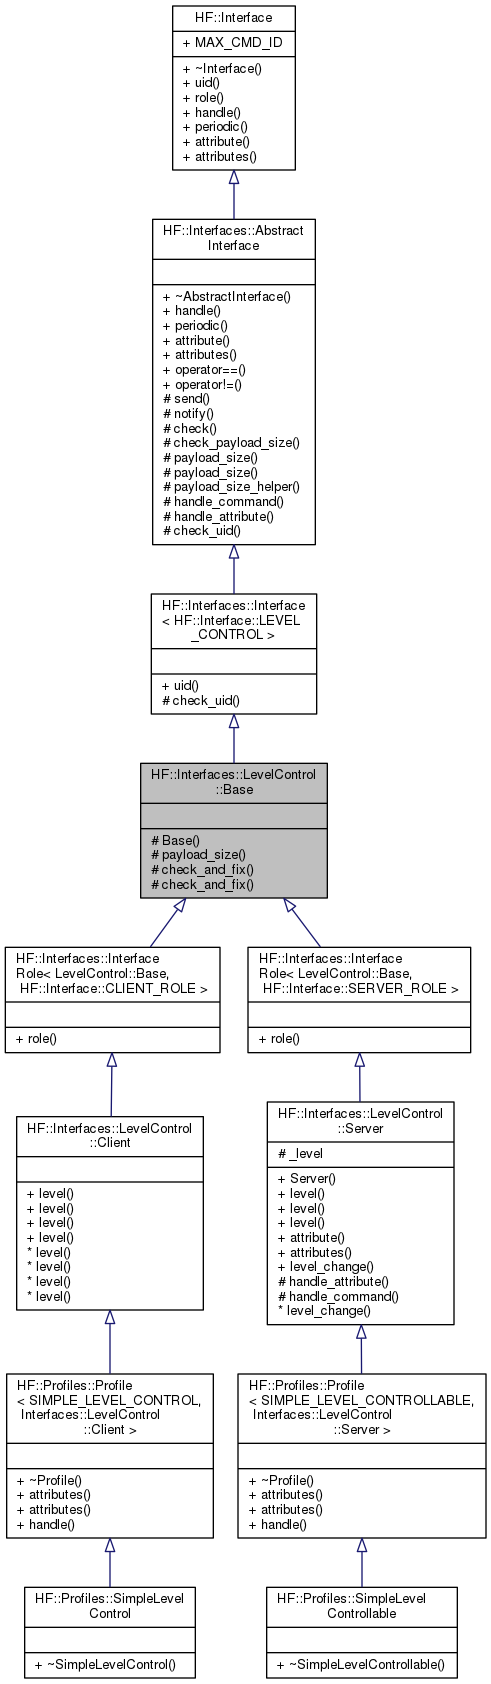 HF::Interface
+ MAX_CMD_ID
+ ~Interface()
+ uid()
+ role()
+ handle()
+ periodic()
+ attribute()
+ attributes()
HF::Interfaces::Abstract
Interface
+ ~AbstractInterface()
+ handle()
+ periodic()
+ attribute()
+ attributes()
+ operator==()
+ operator!=()
# send()
# notify()
# check()
# check_payload_size()
# payload_size()
# payload_size()
# payload_size_helper()
# handle_command()
# handle_attribute()
# check_uid()
HF::Interfaces::Interface
< HF::Interface::LEVEL
_CONTROL >
+ uid()
# check_uid()
HF::Interfaces::LevelControl
::Base
# Base()
# payload_size()
# check_and_fix()
# check_and_fix()
HF::Interfaces::Interface
Role< LevelControl::Base,
HF::Interface::CLIENT_ROLE >
+ role()
HF::Interfaces::Interface
Role< LevelControl::Base,
HF::Interface::SERVER_ROLE >
+ role()
HF::Interfaces::LevelControl
::Client
+ level()
+ level()
+ level()
+ level()
* level()
* level()
* level()
* level()
HF::Interfaces::LevelControl
::Server
# _level
+ Server()
+ level()
+ level()
+ level()
+ attribute()
+ attributes()
+ level_change()
# handle_attribute()
# handle_command()
* level_change()
HF::Profiles::Profile
< SIMPLE_LEVEL_CONTROL,
Interfaces::LevelControl
::Client >
+ ~Profile()
+ attributes()
+ attributes()
+ handle()
HF::Profiles::Profile
< SIMPLE_LEVEL_CONTROLLABLE,
Interfaces::LevelControl
::Server >
+ ~Profile()
+ attributes()
+ attributes()
+ handle()
HF::Profiles::SimpleLevel
Control
+ ~SimpleLevelControl()
HF::Profiles::SimpleLevel
Controllable
+ ~SimpleLevelControllable()